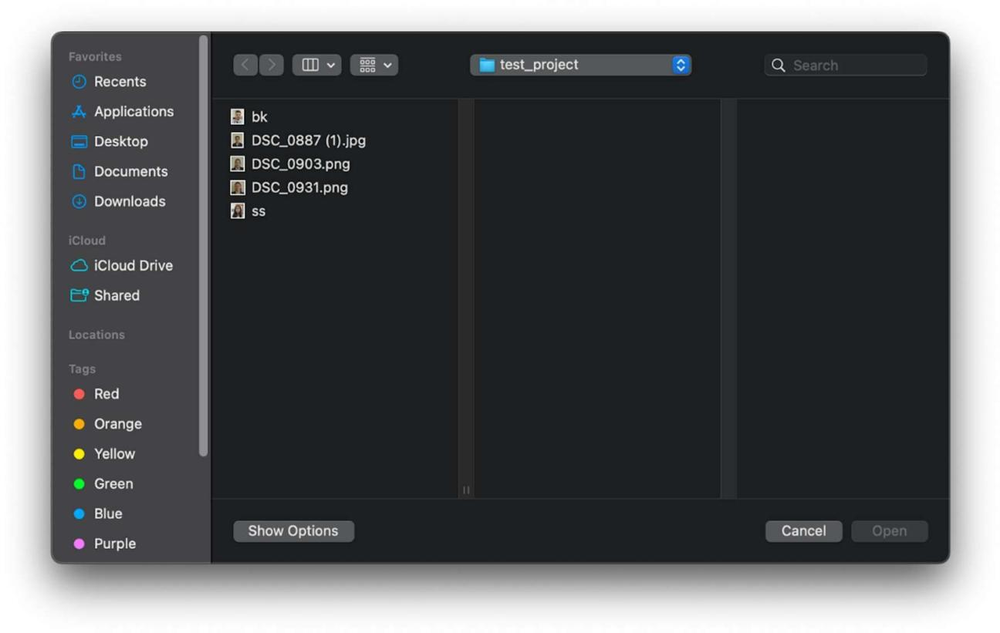 Favorites
Recents
Applications
Desktop
Documents
Downloads
iCloud
iCloud Drive
Shared
Locations
Tags
Red
Orange
Yellow
Green
Blue
Purple
test_project
Search
bk
DSC_0887 (1).jpg
DSC_0903.png
DSC_0931.png
ss
Show Options
Cancel
Open